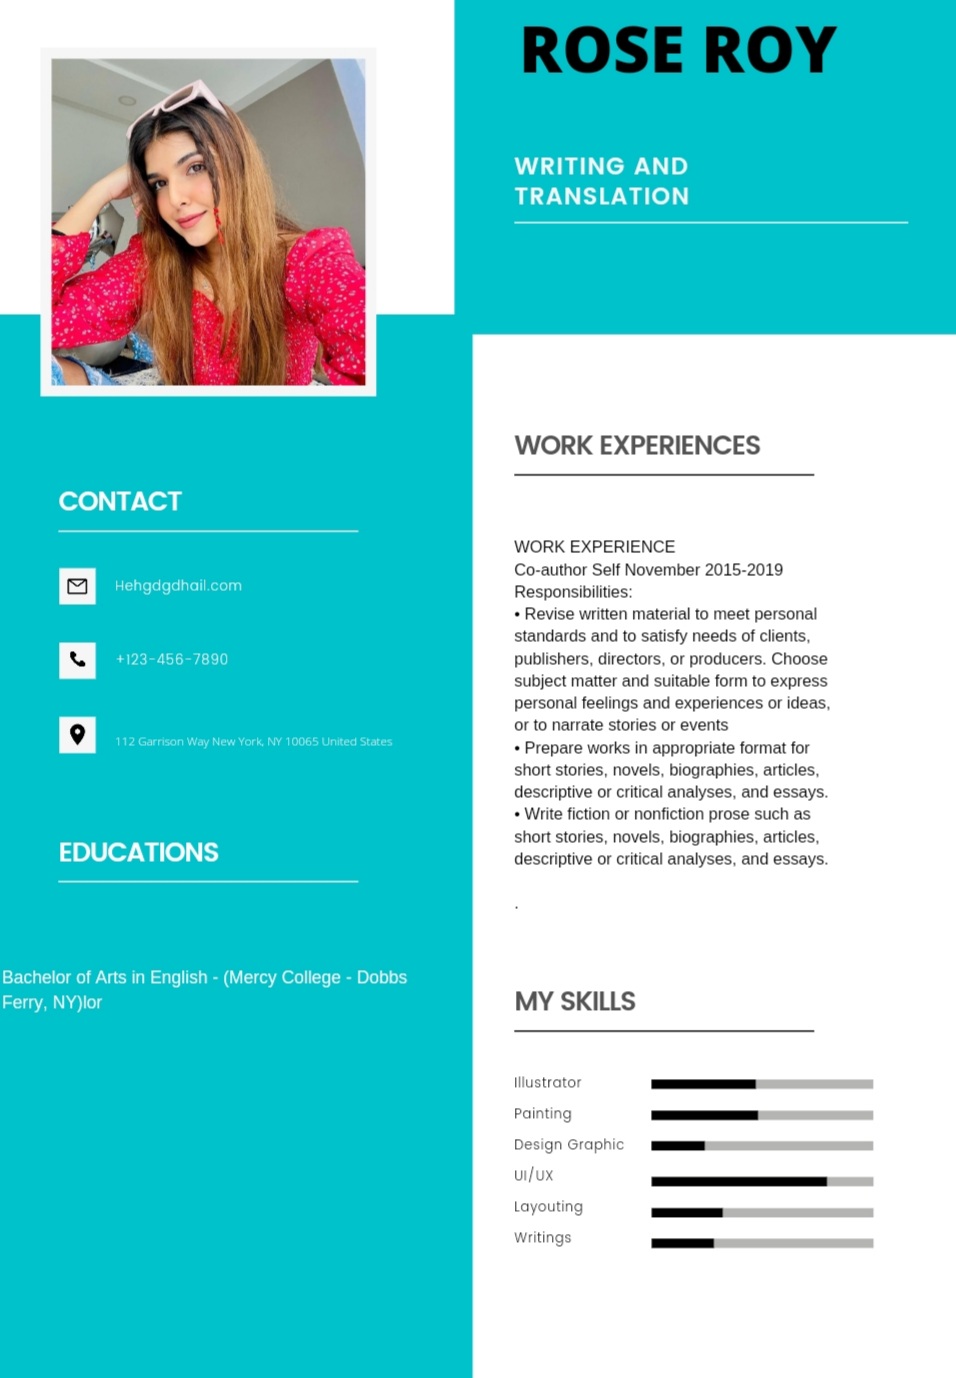 ROSE ROY
WRITING AND
TRANSLATION
CONTACT
Hehgdgdhail.com
+123-456-7890
112 Garrison Way New York, NY 10065 United States
EDUCATIONS
Bachelor of Arts in English - (Mercy College - Dobbs
Ferry, NY)lor
WORK EXPERIENCES
WORK EXPERIENCE
Co-author Self November 2015-2019
Responsibilities:
• Revise written material to meet personal
standards and to satisfy needs of clients,
publishers, directors, or producers. Choose
subject matter and suitable form to express
personal feelings and experiences or ideas,
or to narrate stories or events
• Prepare works in appropriate format for
short stories, novels, biographies, articles,
descriptive or critical analyses, and essays.
• Write fiction or nonfiction prose such as
short stories, novels, biographies, articles,
descriptive or critical analyses, and essays.
.
MY SKILLS
Illustrator
Painting
Design Graphic
UI/UX
Layouting
Writings